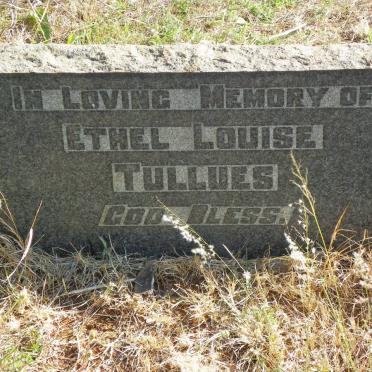 IN LOVING MEMORY OF
ETHEL LOUISE
TULLUES
GOD BLESS.